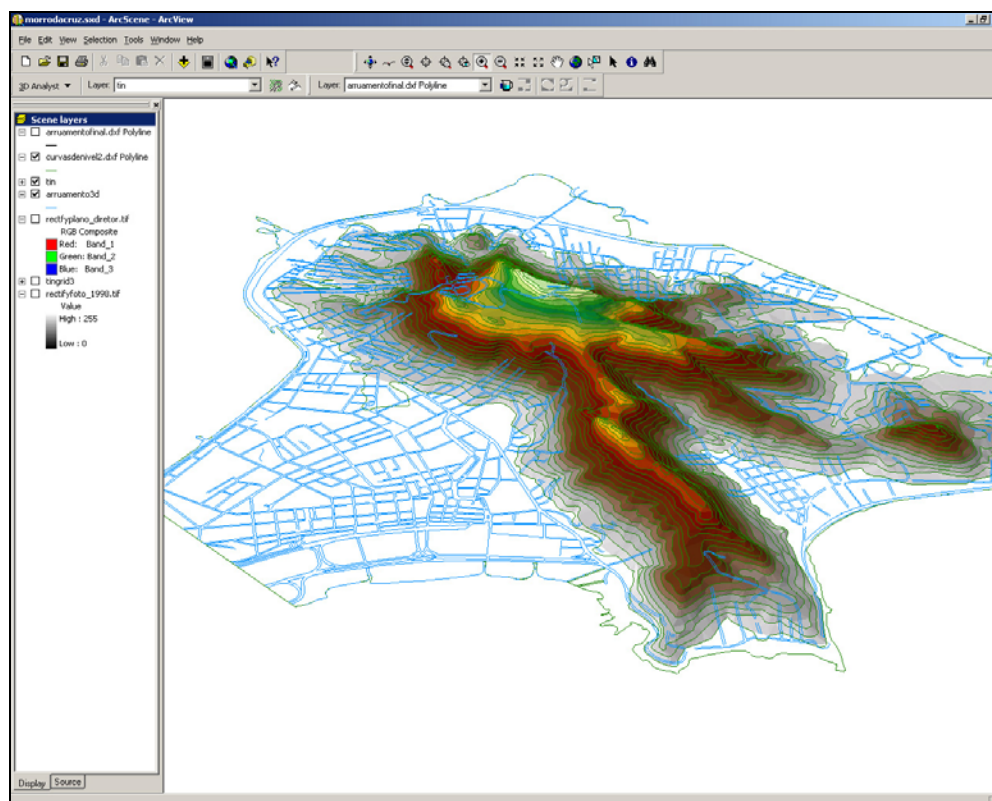 morrodacruz.sxd - ArcScene - ArcView
File Edit View Selection Tools Window Help
3D Analyst Layer: tin Layer: arruamentofinal.dxf Polyline
Scene layers
arruamentofinal.dxf Polyline
curvasdenivel2.dxf Polyline
tin
arruamento3d
rectfyplano_diretor.tif
RGB Composite
Red: Band_1
Green: Band_2
Blue: Band_3
tingrid3
rectifyfoto_1998.tif
Value
High : 255
Low : 0
Display Source